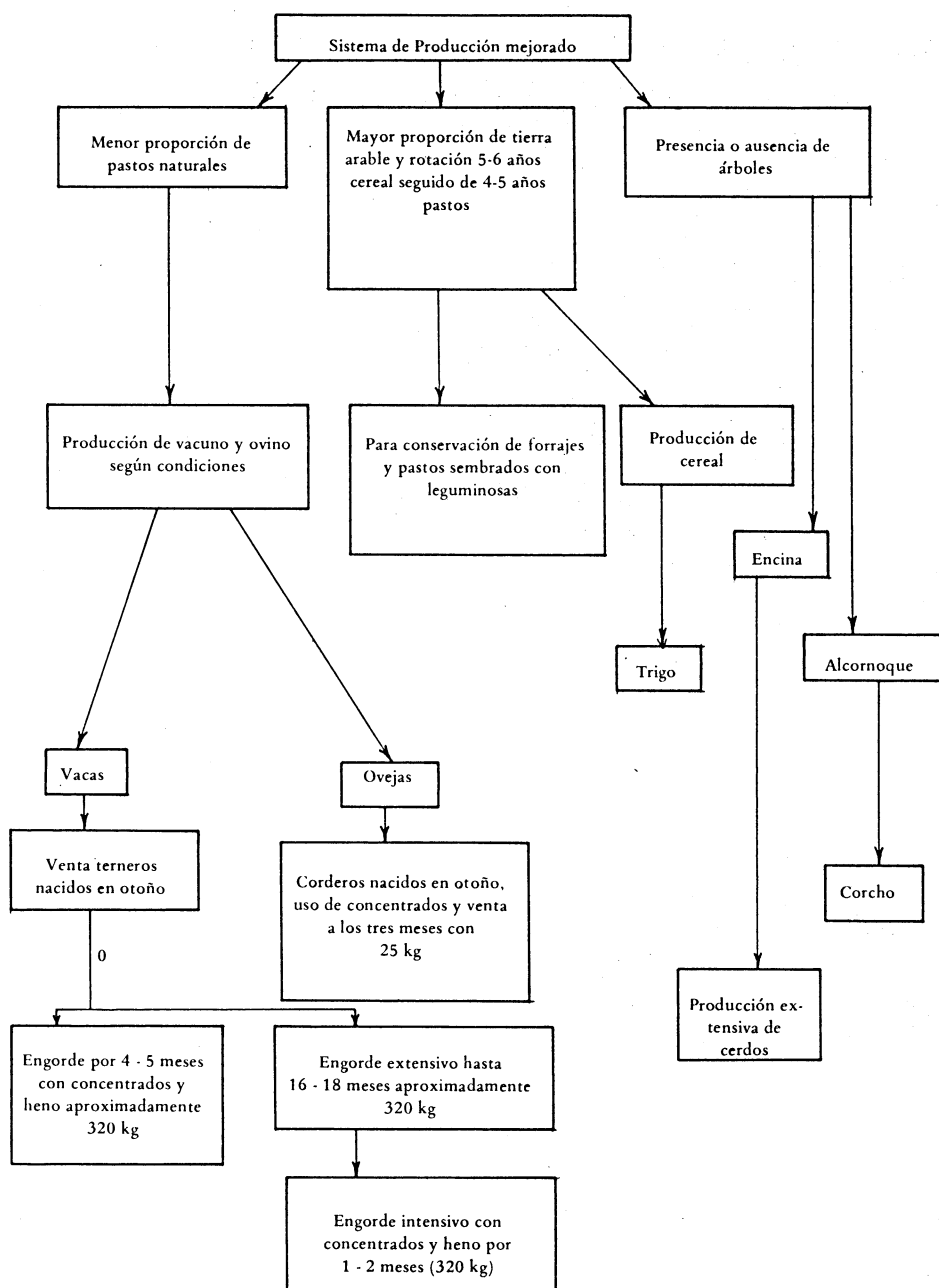 Sistema de Producción mejorado
Menor proporción de
pastos naturales
Mayor proporción de tierra
arable y rotación 5-6 años
cereal seguido de 4-5 años
pastos
Presencia o ausencia de
árboles
Producción de vacuno y ovino
según condiciones
Para conservación de forrajes
y pastos sembrados con
leguminosas
Producción de
cereal
Encina
Trigo
Alcornoque
Vacas
Ovejas
Venta terneros
nacidos en otoño
Corderos nacidos en otoño,
uso de concentrados y venta
a los tres meses con
25 kg
Corcho
0
Producción ex-
tensiva de
cerdos
Engorde por 4 - 5 meses
con concentrados y
heno aproximadamente
320 kg
Engorde extensivo hasta
16 - 18 meses aproximadamente
320 kg
Engorde intensivo con
concentrados y heno por
1 - 2 meses (320 kg)